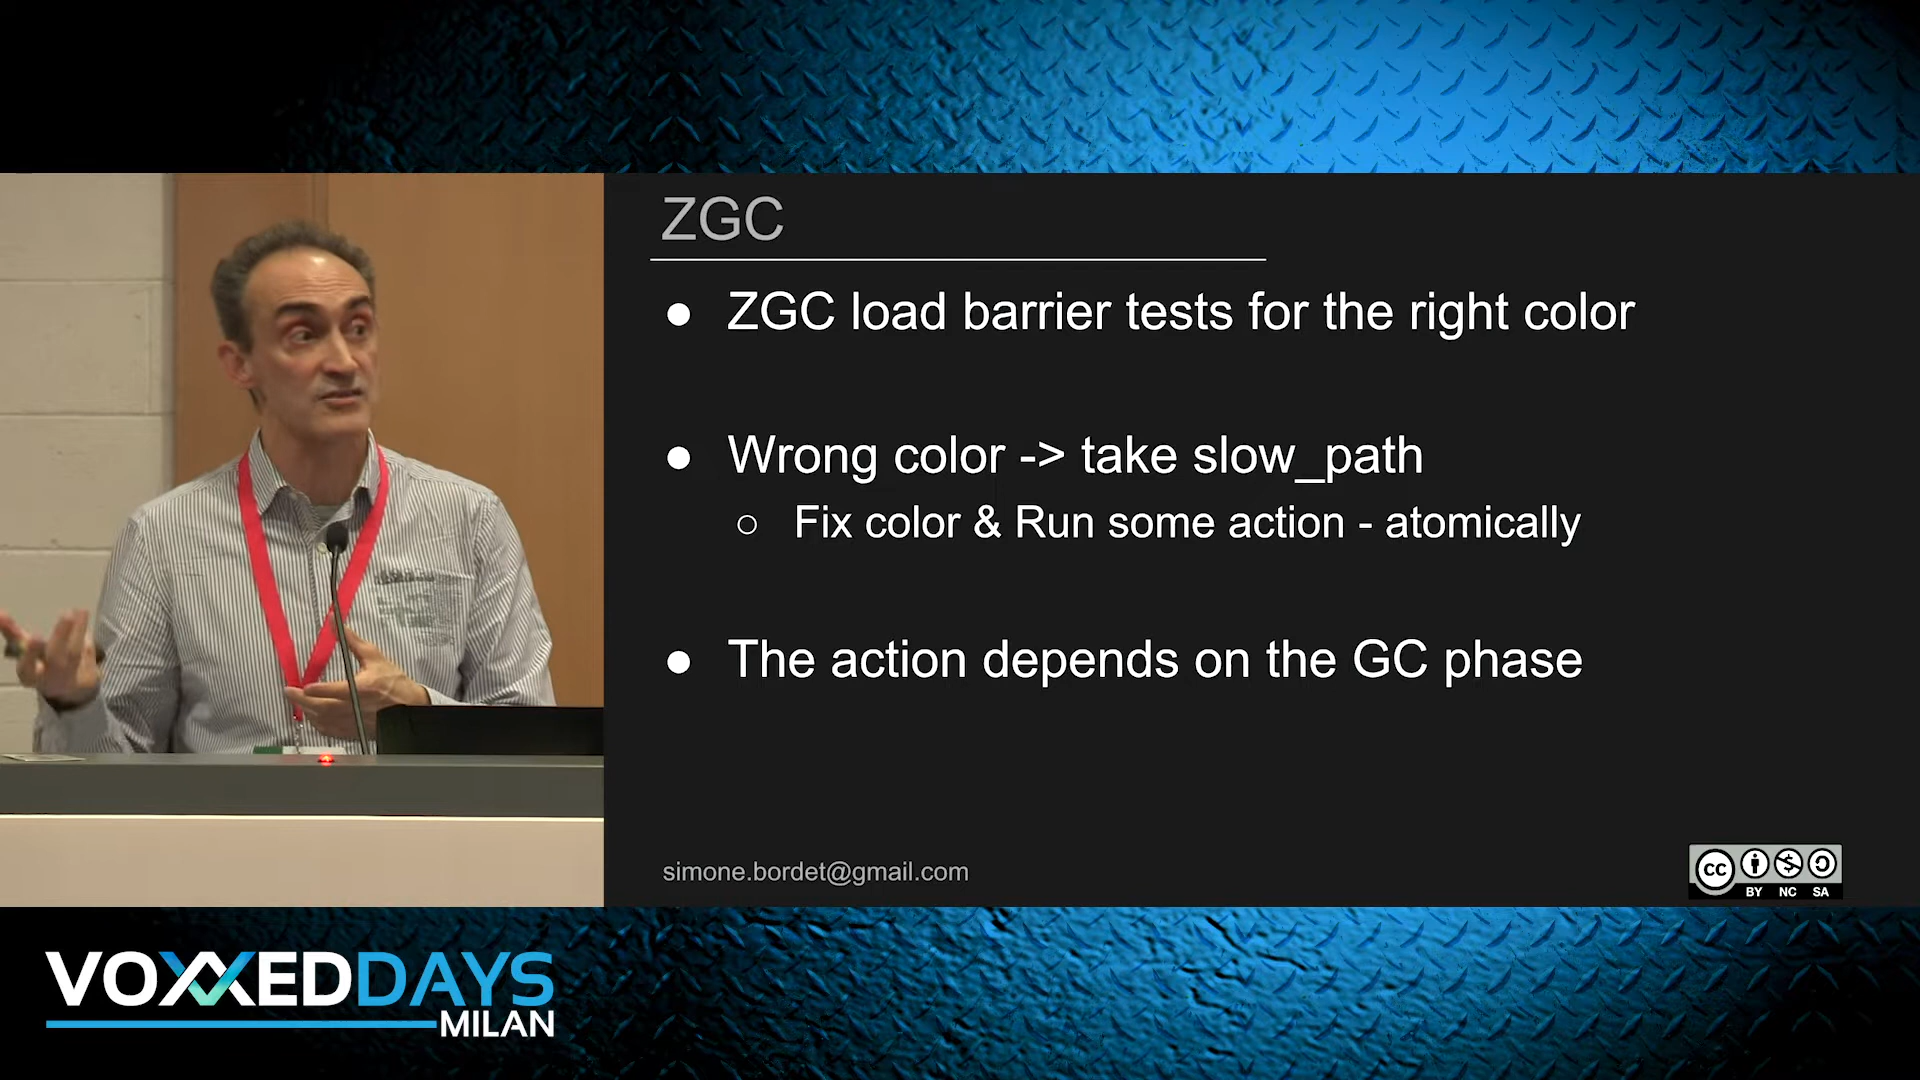 ZGC
● ZGC load barrier tests for the right color
● Wrong color -> take slow_path
○ Fix color & Run some action - atomically
● The action depends on the GC phase
simone.bordet@gmail.com
cc
BY NC SA
VOXXEDDAYS
MILAN